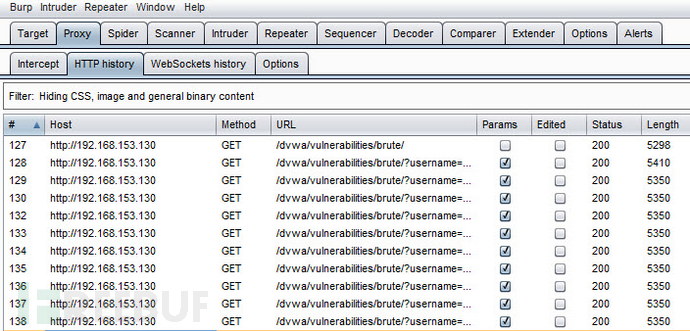 Burp Intruder Repeater Window Help
Target Proxy Spider Scanner Intruder Repeater Sequencer Decoder Comparer Extender Options Alerts
Intercept HTTP history WebSockets history Options
Filter: Hiding CSS, image and general binary content
# Host Method URL Params Edited Status Length
127 http://192.168.153.130 GET /dvwa/vulnerabilities/brute/ 200 5298
128 http://192.168.153.130 GET /dvwa/vulnerabilities/brute/?username=... 200 5410
129 http://192.168.153.130 GET /dvwa/vulnerabilities/brute/?username=... 200 5350
130 http://192.168.153.130 GET /dvwa/vulnerabilities/brute/?username=... 200 5350
132 http://192.168.153.130 GET /dvwa/vulnerabilities/brute/?username=... 200 5350
133 http://192.168.153.130 GET /dvwa/vulnerabilities/brute/?username=... 200 5350
134 http://192.168.153.130 GET /dvwa/vulnerabilities/brute/?username=... 200 5350
135 http://192.168.153.130 GET /dvwa/vulnerabilities/brute/?username=... 200 5350
136 http://192.168.153.130 GET /dvwa/vulnerabilities/brute/?username=... 200 5350
137 http://192.168.153.130 GET /dvwa/vulnerabilities/brute/?username=... 200 5350
138 http://192.168.153.130 GET /dvwa/vulnerabilities/brute/?username=... 200 5350